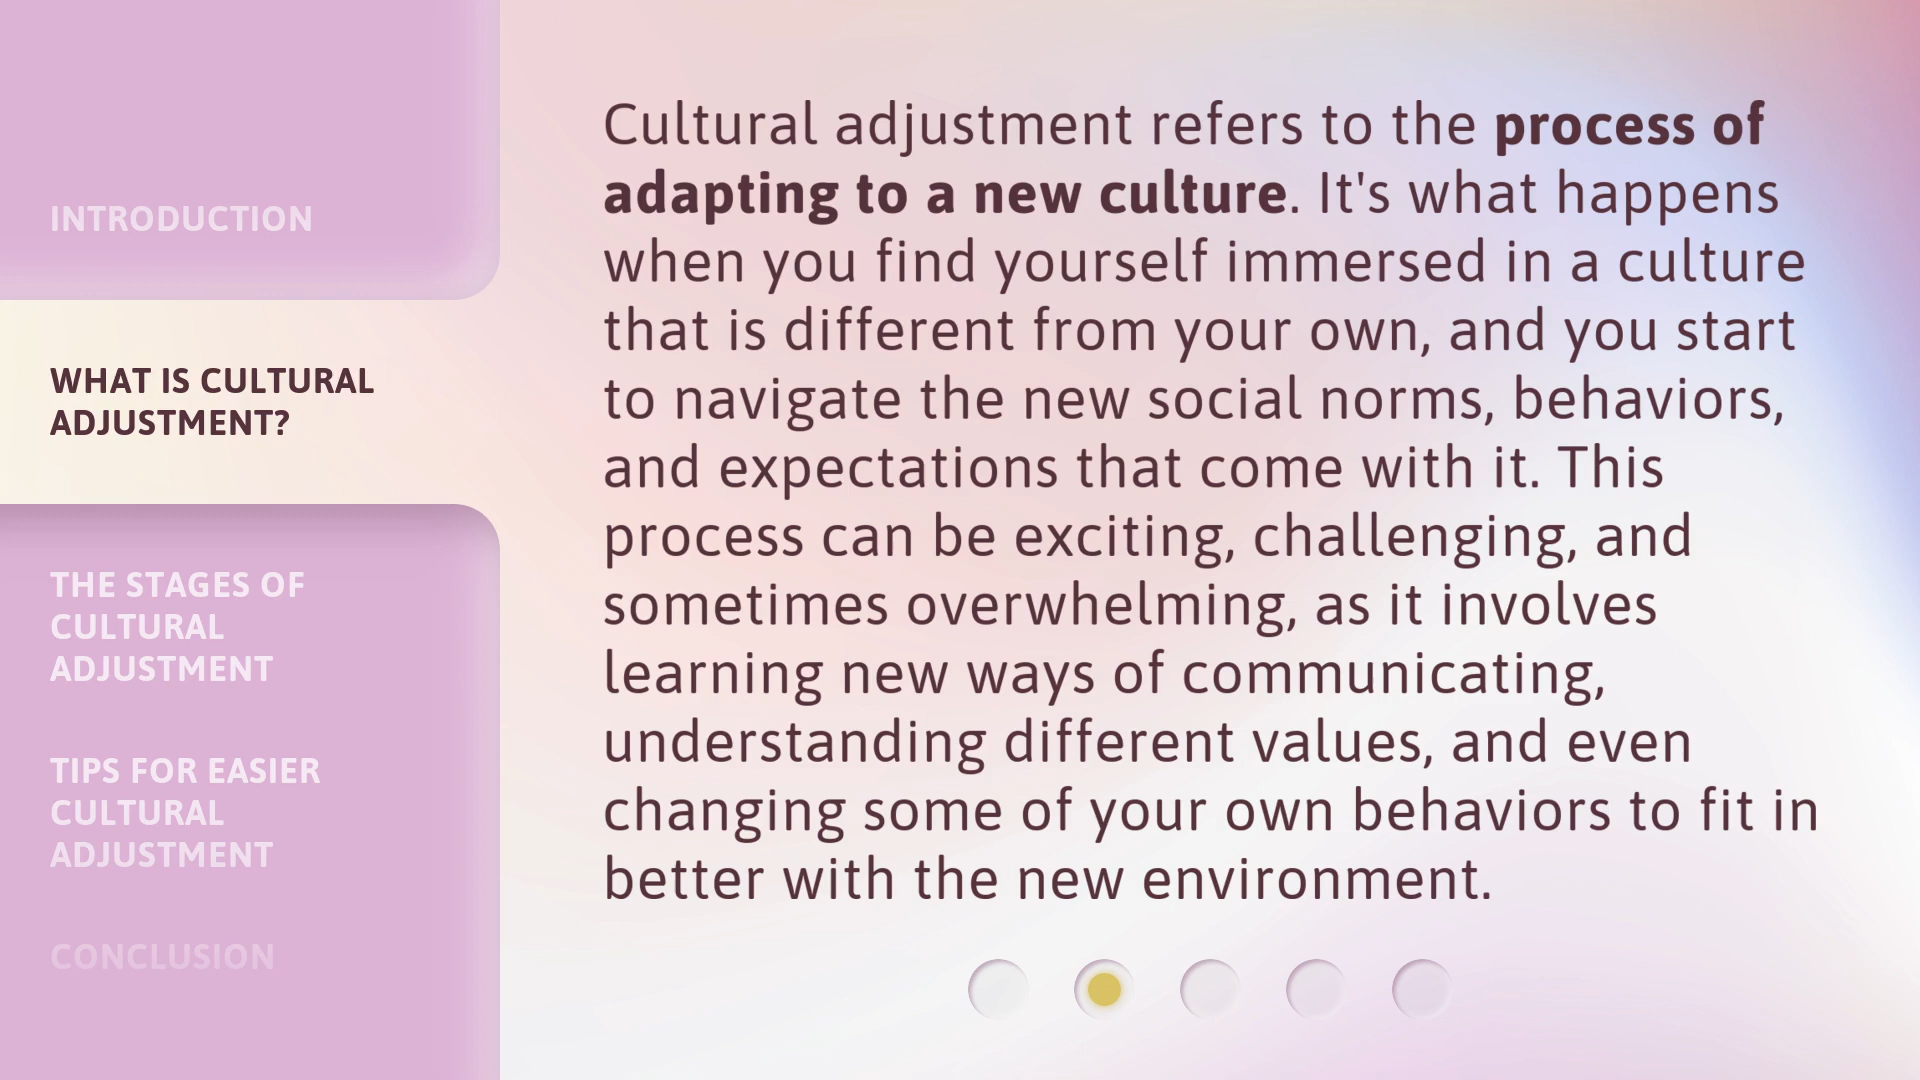 INTRODUCTION
WHAT IS CULTURAL
ADJUSTMENT?
THE STAGES OF
CULTURAL
ADJUSTMENT
TIPS FOR EASIER
CULTURAL
ADJUSTMENT
CONCLUSION
Cultural adjustment refers to the process of
adapting to a new culture. It's what happens
when you find yourself immersed in a culture
that is different from your own, and you start
to navigate the new social norms, behaviors,
and expectations that come with it. This
process can be exciting, challenging, and
sometimes overwhelming, as it involves
learning new ways of communicating,
understanding different values, and even
changing some of your own behaviors to fit in
better with the new environment.